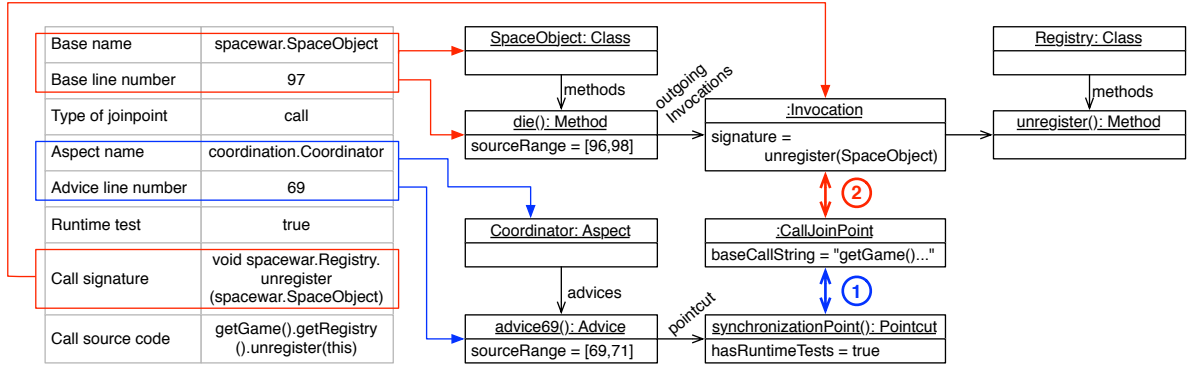 Base name
spacewar.SpaceObject
Base line number
97
Type of joinpoint
call
Aspect name
coordination.Coordinator
Advice line number
69
Runtime test
true
Call signature
void spacewar.Registry.
unregister
(spacewar.SpaceObject)
Call source code
getGame().getRegistry
().unregister(this)
SpaceObject: Class
methods
die(): Method
sourceRange = [96,98]
outgoing
Invocations
:Invocation
signature =
unregister(SpaceObject)
Registry: Class
methods
unregister(): Method
2
:CallJoinPoint
baseCallString = "getGame()..."
1
Coordinator: Aspect
advices
advice69(): Advice
sourceRange = [69,71]
pointcut
synchronizationPoint(): Pointcut
hasRuntimeTests = true